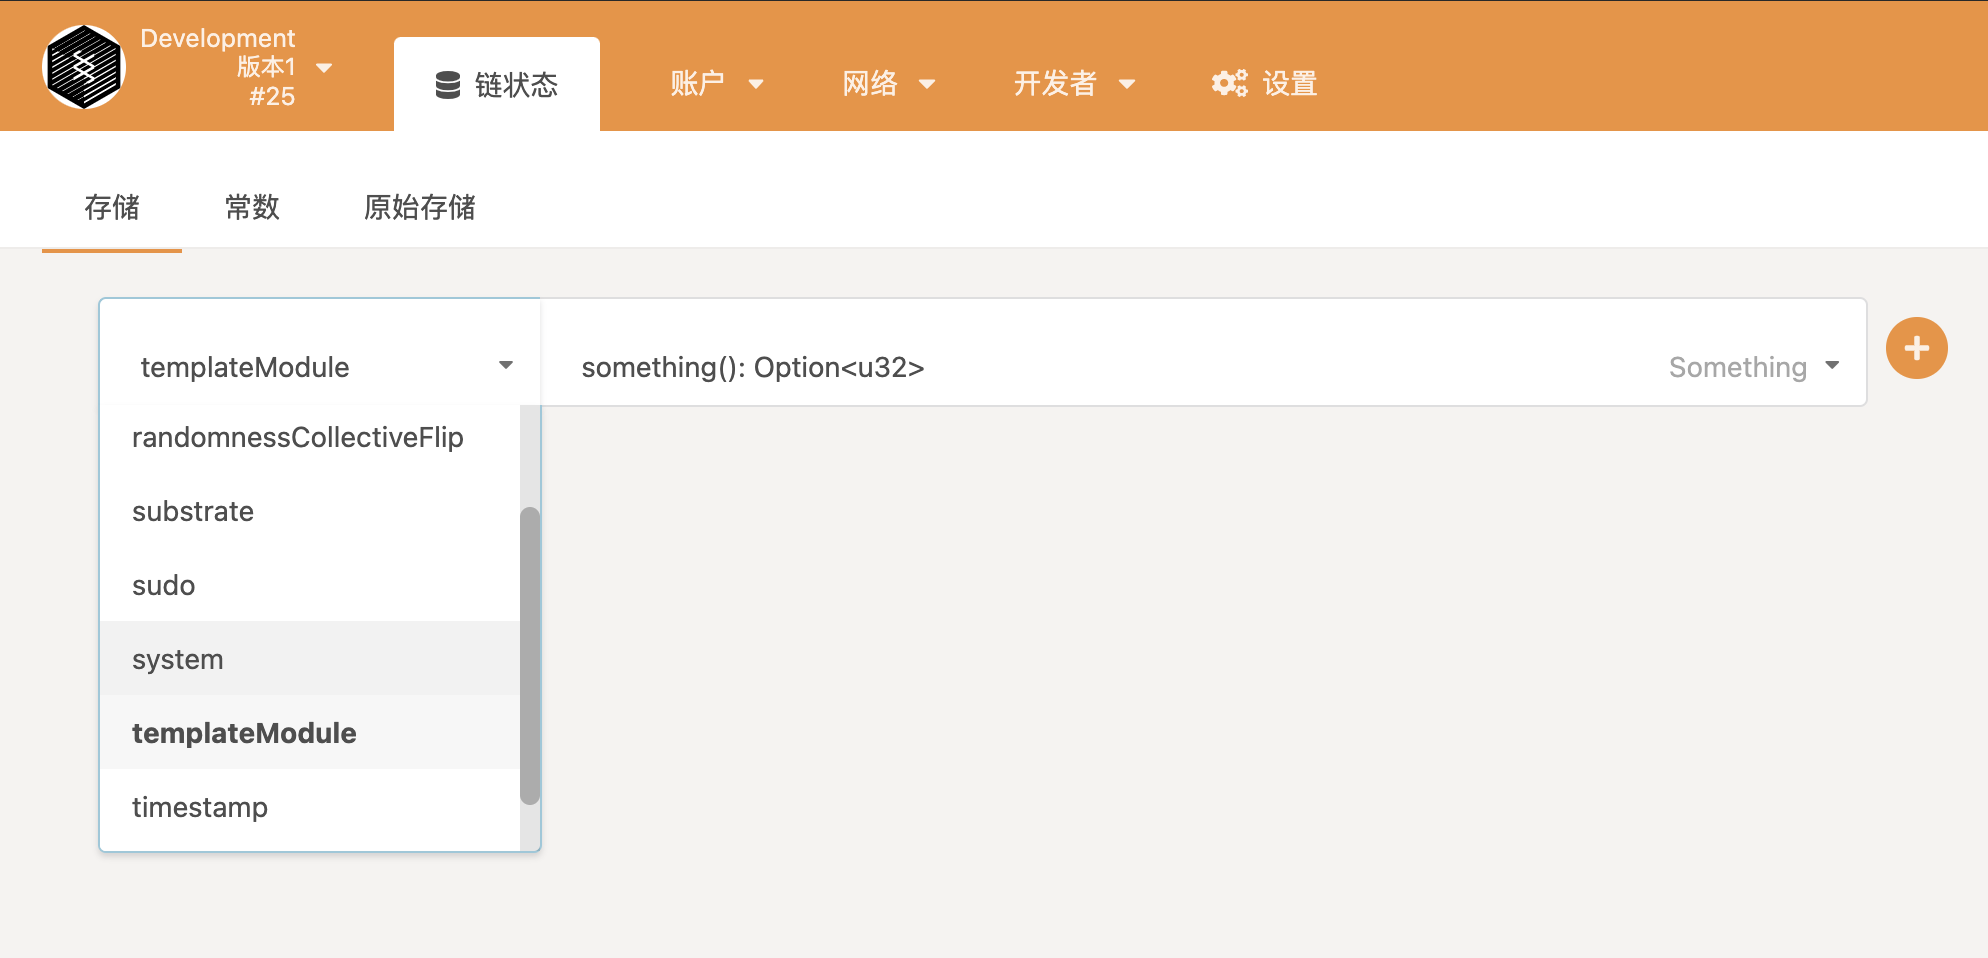 Development
版本1
#25
链状态
账户
网络
开发者
设置
存储
常数
原始存储
templateModule
something(): Option<u32>
Something
randomnessCollectiveFlip
substrate
sudo
system
templateModule
timestamp